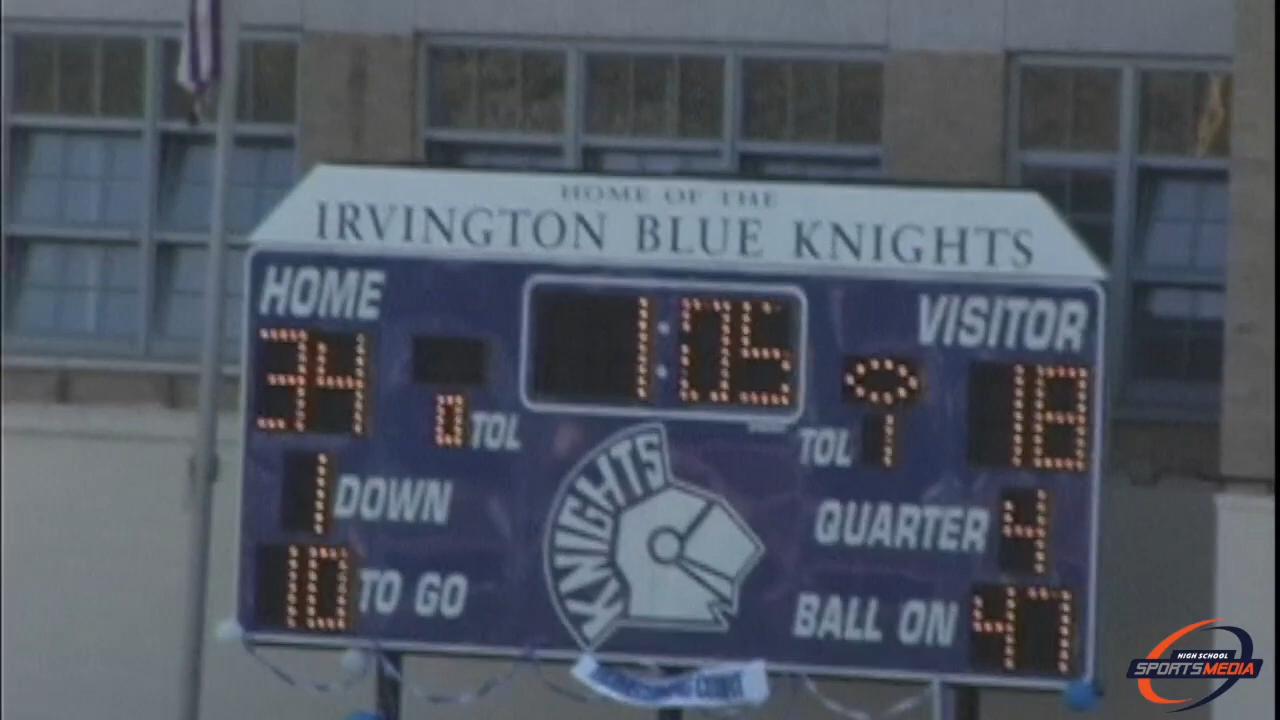 HOME OF THE
IRVINGTON BLUE KNIGHTS
HOME
1:05
VISITOR
34
18
0 TOL
TOL 1
KNIGHTS
1 DOWN
QUARTER 4
10 TO GO
BALL ON 47
HIGH SCHOOL
SPORTSMEDIA